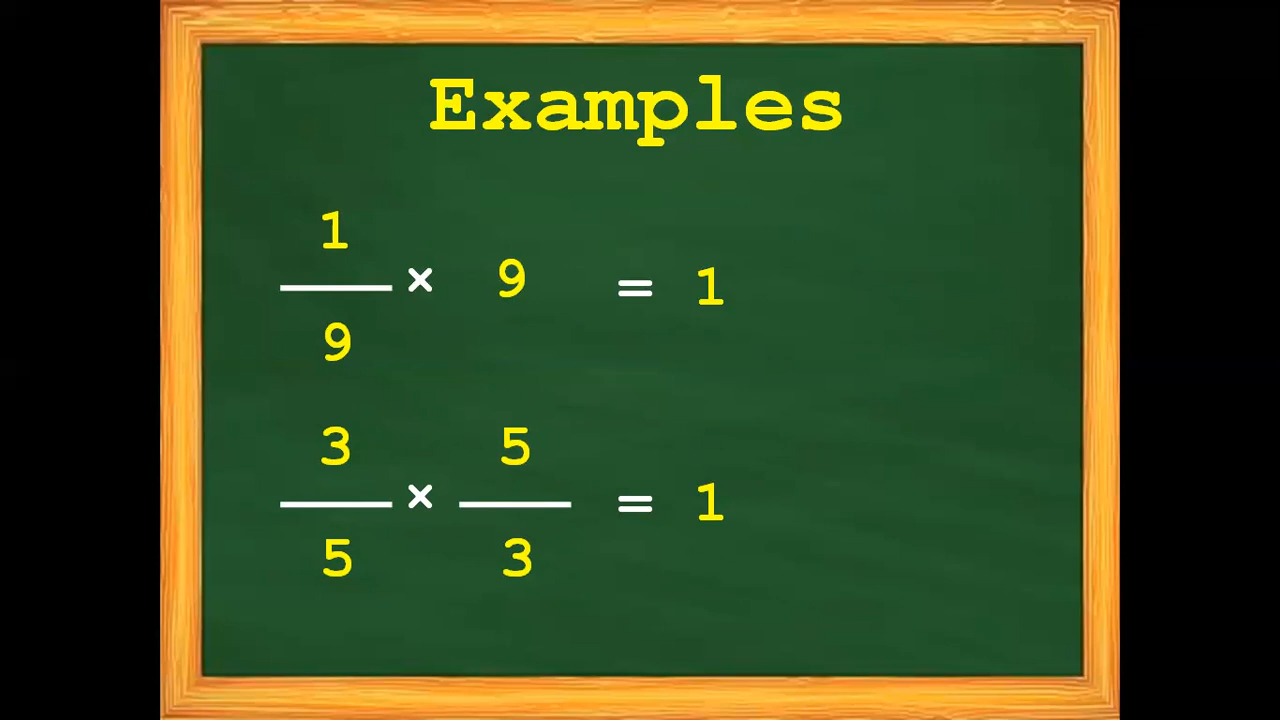 Examples
1
— × 9 = 1
9
3   5
— × — = 1
5   3